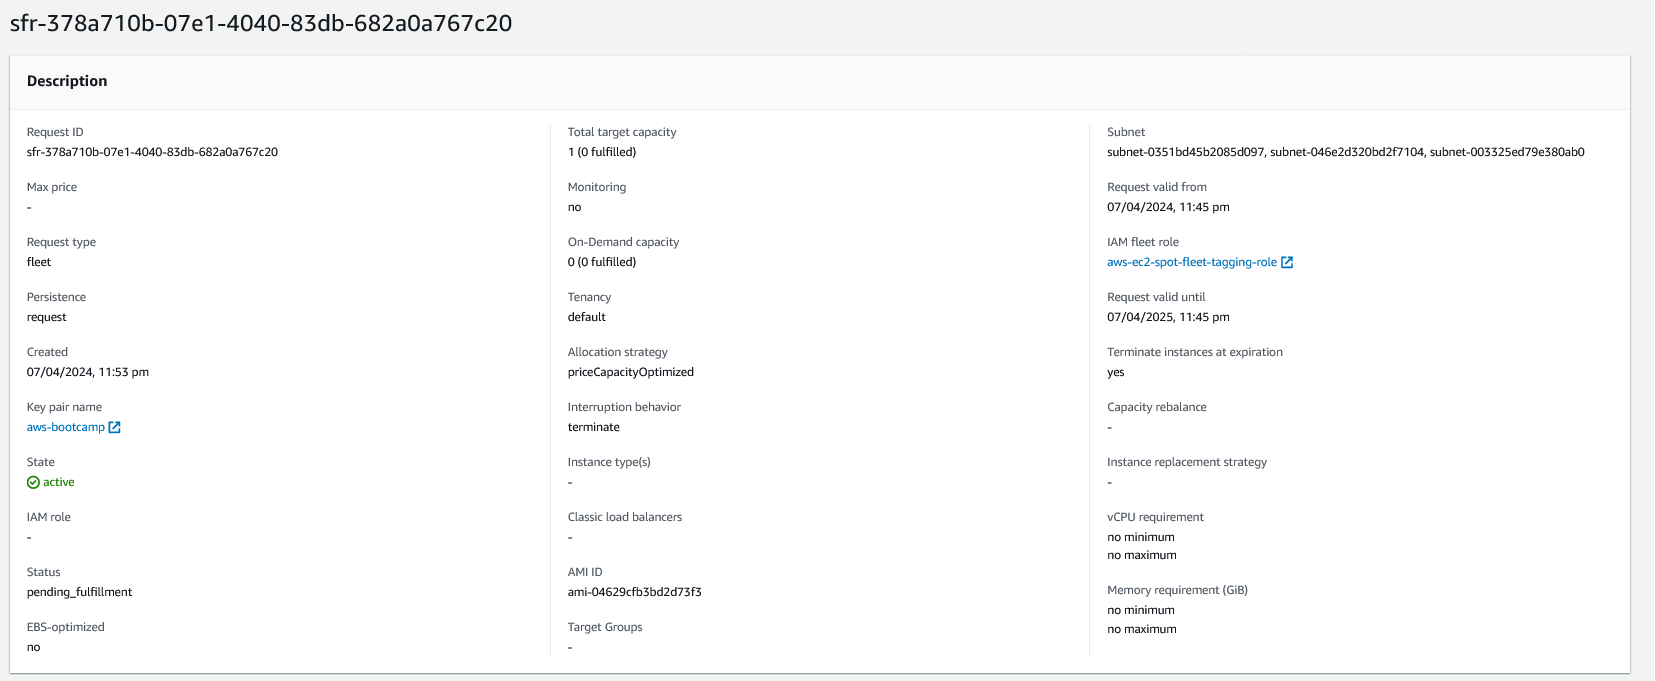 sfr-378a710b-07e1-4040-83db-682a0a767c20
Description
Request ID
sfr-378a710b-07e1-4040-83db-682a0a767c20
Max price
-
Request type
fleet
Persistence
request
Created
07/04/2024, 11:53 pm
Key pair name
aws-bootcamp
State
active
IAM role
-
Status
pending_fulfillment
EBS-optimized
no
Total target capacity
1 (0 fulfilled)
Monitoring
no
On-Demand capacity
0 (0 fulfilled)
Tenancy
default
Allocation strategy
priceCapacityOptimized
Interruption behavior
terminate
Instance type(s)
-
Classic load balancers
-
AMI ID
ami-04629cfb3bd2d73f3
Target Groups
-
Subnet
subnet-0351bd45b2085d097, subnet-046e2d320bd2f7104, subnet-003325ed79e380ab0
Request valid from
07/04/2024, 11:45 pm
IAM fleet role
aws-ec2-spot-fleet-tagging-role
Request valid until
07/04/2025, 11:45 pm
Terminate instances at expiration
yes
Capacity rebalance
-
Instance replacement strategy
-
vCPU requirement
no minimum
no maximum
Memory requirement (GiB)
no minimum
no maximum